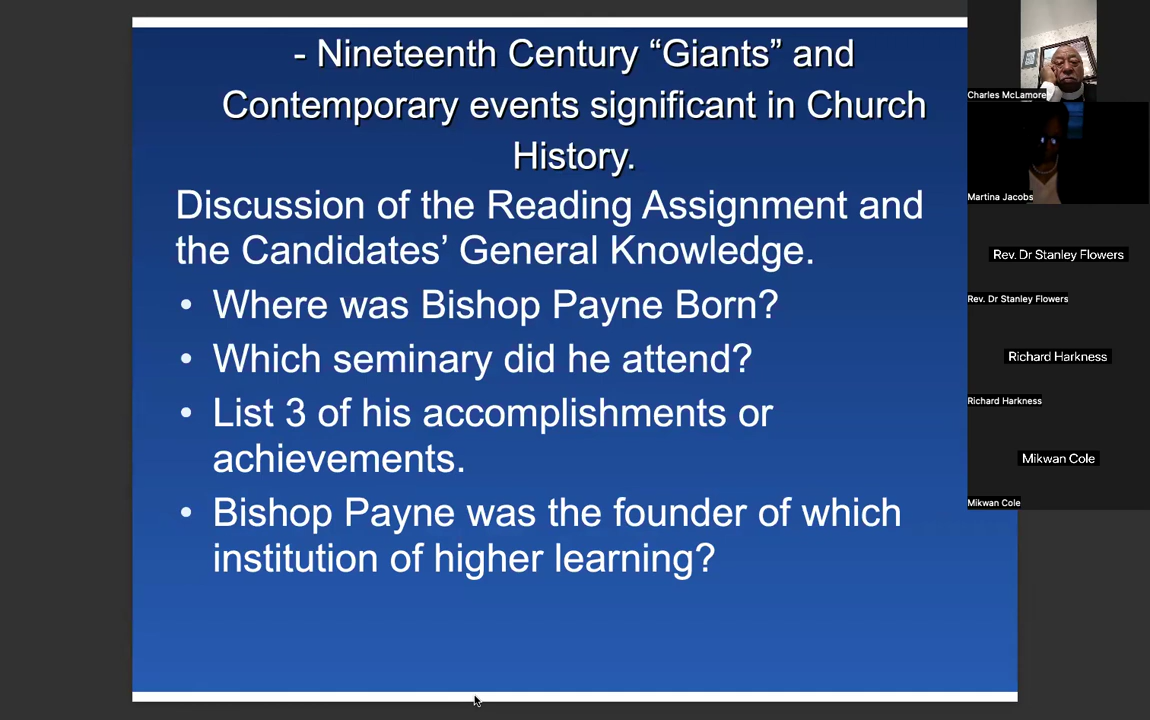 - Nineteenth Century “Giants” and
Contemporary events significant in Church
History.
Discussion of the Reading Assignment and
the Candidates’ General Knowledge.
• Where was Bishop Payne Born?
• Which seminary did he attend?
• List 3 of his accomplishments or
achievements.
• Bishop Payne was the founder of which
institution of higher learning?
Charles McLamore
Martina Jacobs
Rev. Dr Stanley Flowers
Rev. Dr Stanley Flowers
Richard Harkness
Richard Harkness
Mikwan Cole
Mikwan Cole